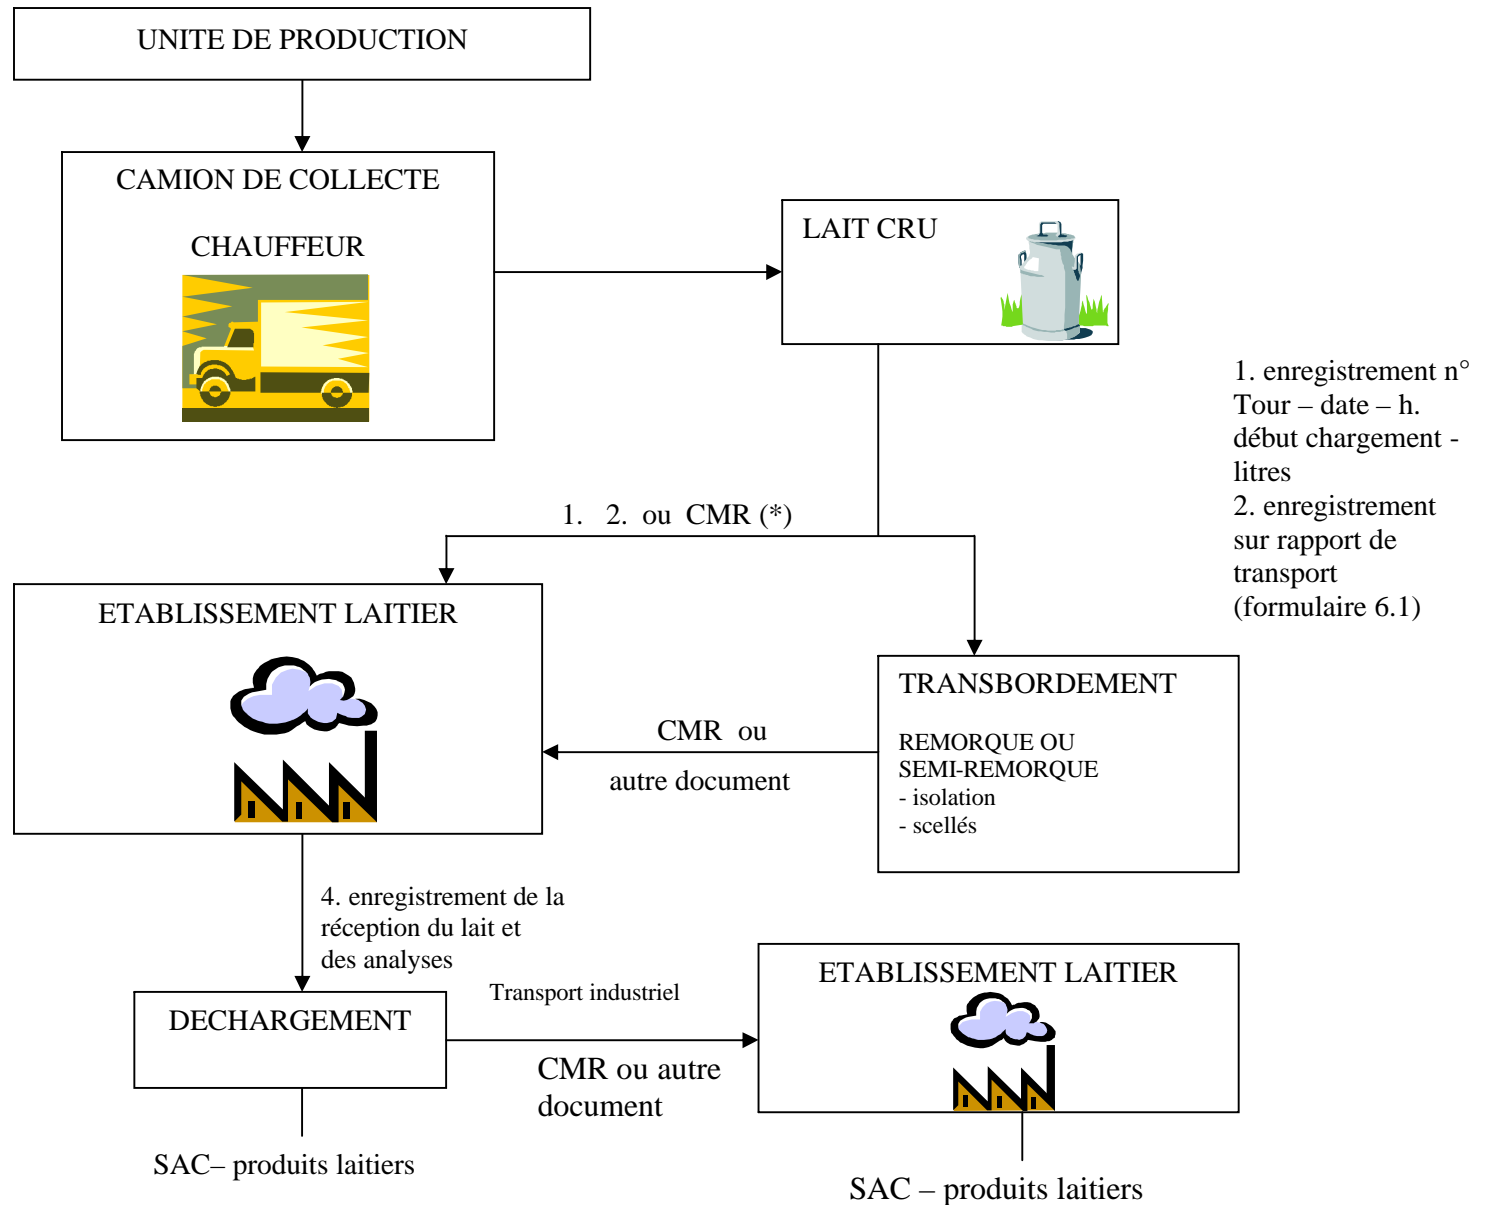 UNITE DE PRODUCTION
CAMION DE COLLECTE
CHAUFFEUR
LAIT CRU
1. enregistrement n°
Tour – date – h.
début chargement -
litres
2. enregistrement
sur rapport de
transport
(formulaire 6.1)
1. 2. ou CMR (*)
ETABLISSEMENT LAITIER
TRANSBORDEMENT
REMORQUE OU
SEMI-REMORQUE
- isolation
- scellés
CMR ou
autre document
4. enregistrement de la
réception du lait et
des analyses
DECHARGEMENT
Transport industriel
CMR ou autre
document
ETABLISSEMENT LAITIER
SAC– produits laitiers
SAC – produits laitiers